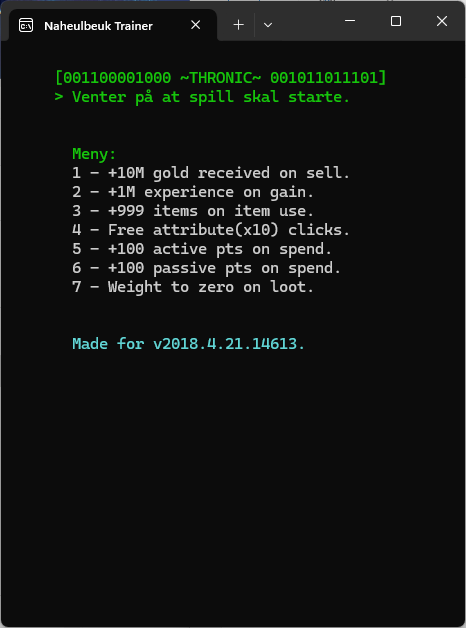 Naheulbeuk Trainer
[001100001000 ~THRONIC~ 001011011101]
> Venter på at spill skal starte.
Meny:
1 - +10M gold received on sell.
2 - +1M experience on gain.
3 - +999 items on item use.
4 - Free attribute(x10) clicks.
5 - +100 active pts on spend.
6 - +100 passive pts on spend.
7 - Weight to zero on loot.
Made for v2018.4.21.14613.